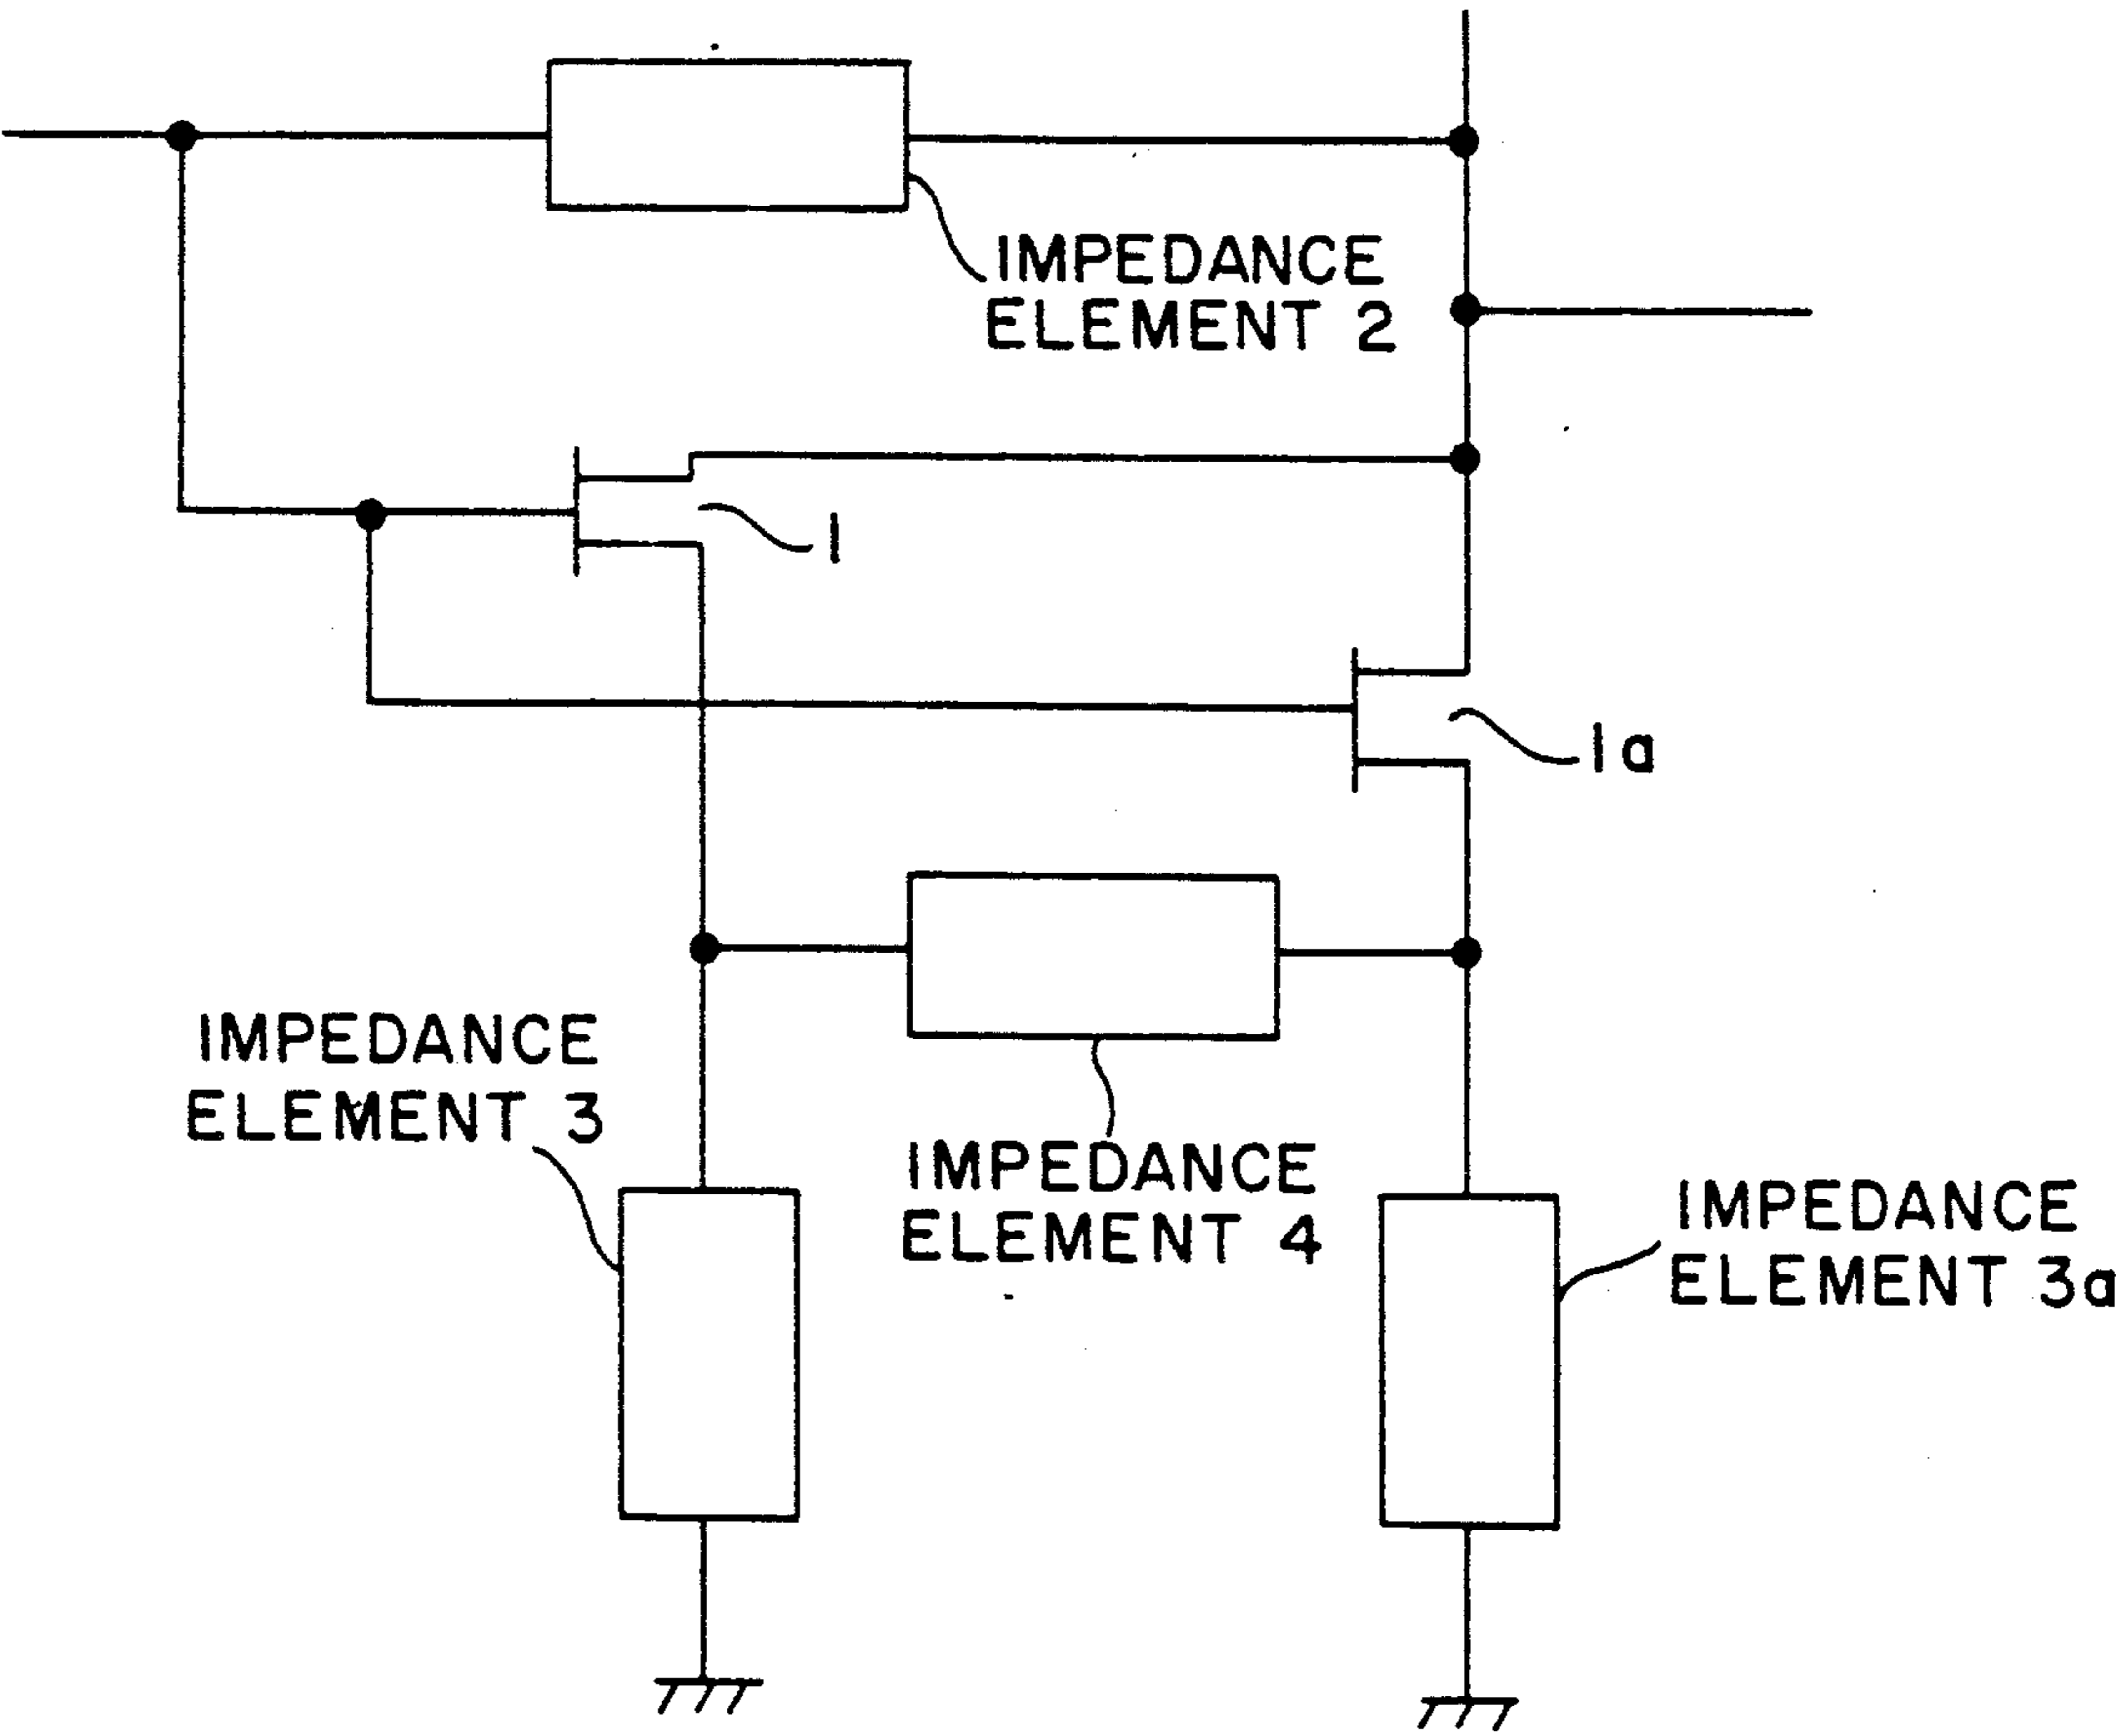 IMPEDANCE
ELEMENT 2
1
1a
IMPEDANCE
ELEMENT 3
IMPEDANCE
ELEMENT 4
IMPEDANCE
ELEMENT 3a